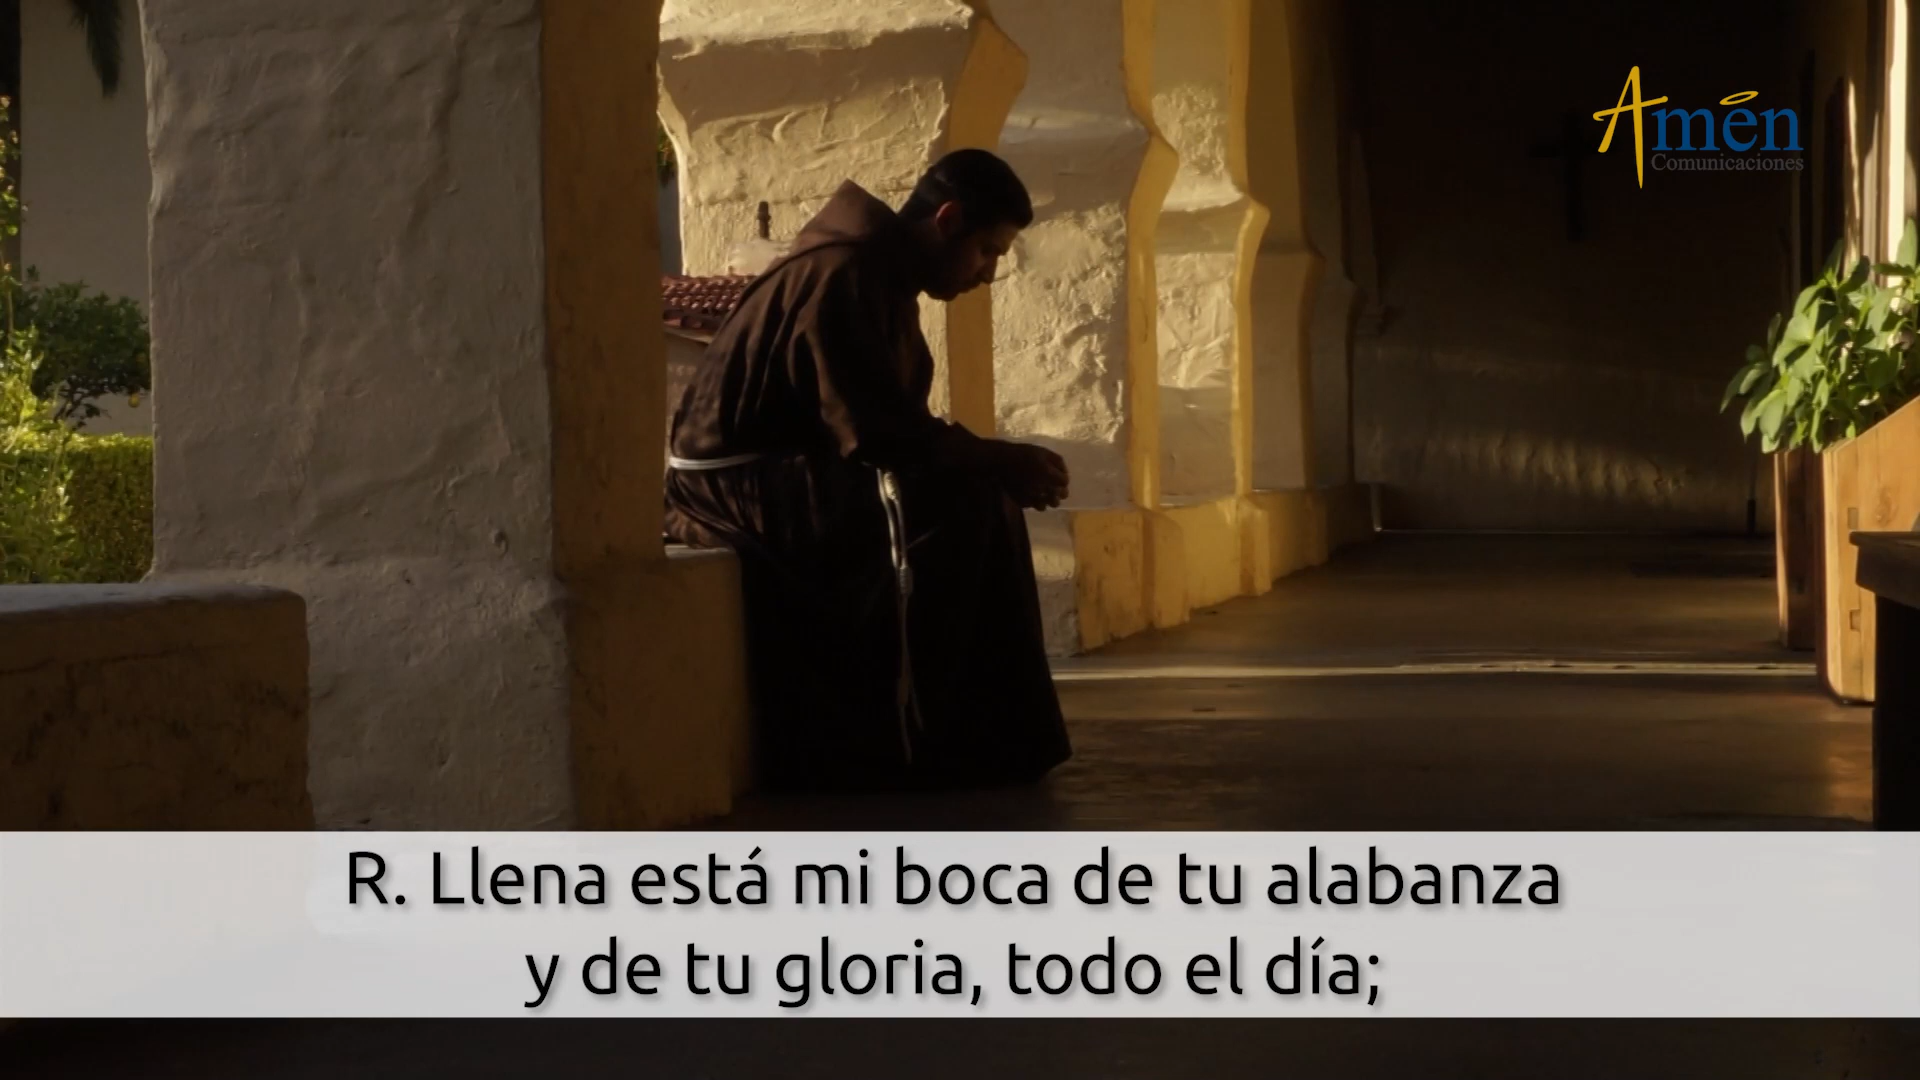 Amén
Comunicaciones
R. Llena está mi boca de tu alabanza
y de tu gloria, todo el día;